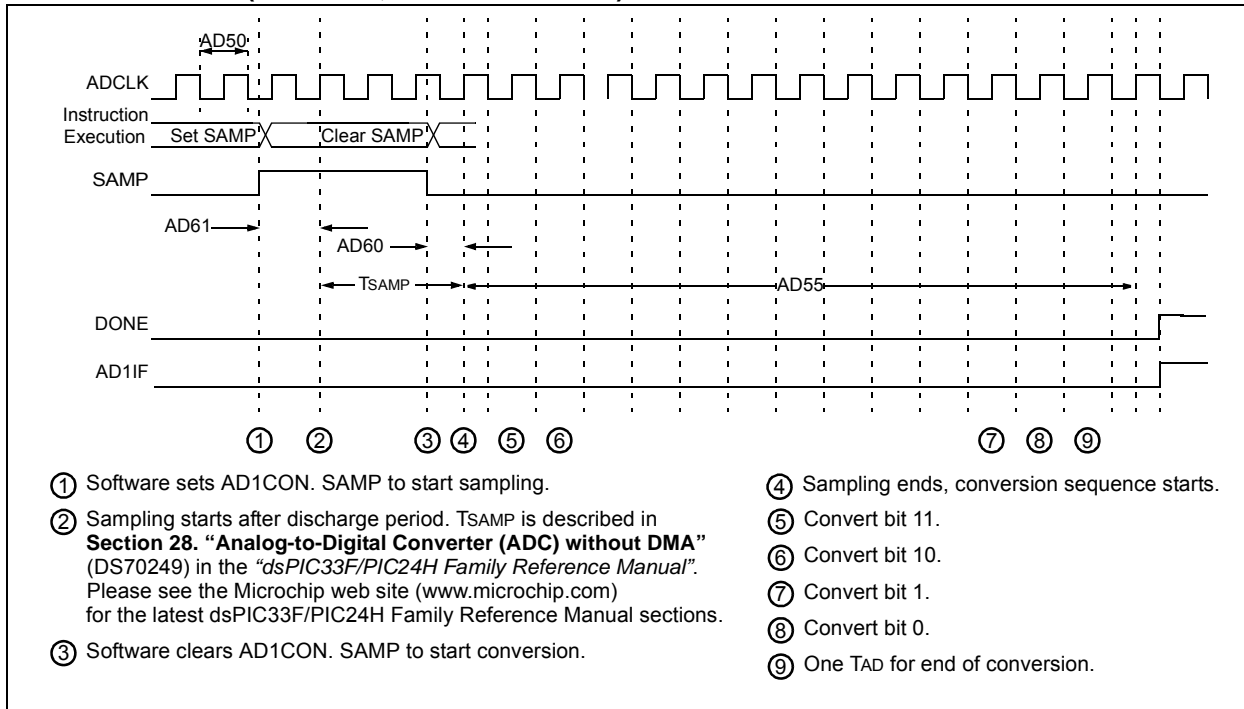 AD50
ADCLK
Instruction
Execution
Set SAMP
Clear SAMP
SAMP
AD61
AD60
TSAMP
AD55
DONE
AD1IF
1 2 3 4 5 6 7 8 9
1 Software sets AD1CON. SAMP to start sampling.
2 Sampling starts after discharge period. TSAMP is described in
Section 28. “Analog-to-Digital Converter (ADC) without DMA”
(DS70249) in the “dsPIC33F/PIC24H Family Reference Manual”.
Please see the Microchip web site (www.microchip.com)
for the latest dsPIC33F/PIC24H Family Reference Manual sections.
3 Software clears AD1CON. SAMP to start conversion.
4 Sampling ends, conversion sequence starts.
5 Convert bit 11.
6 Convert bit 10.
7 Convert bit 1.
8 Convert bit 0.
9 One TAD for end of conversion.